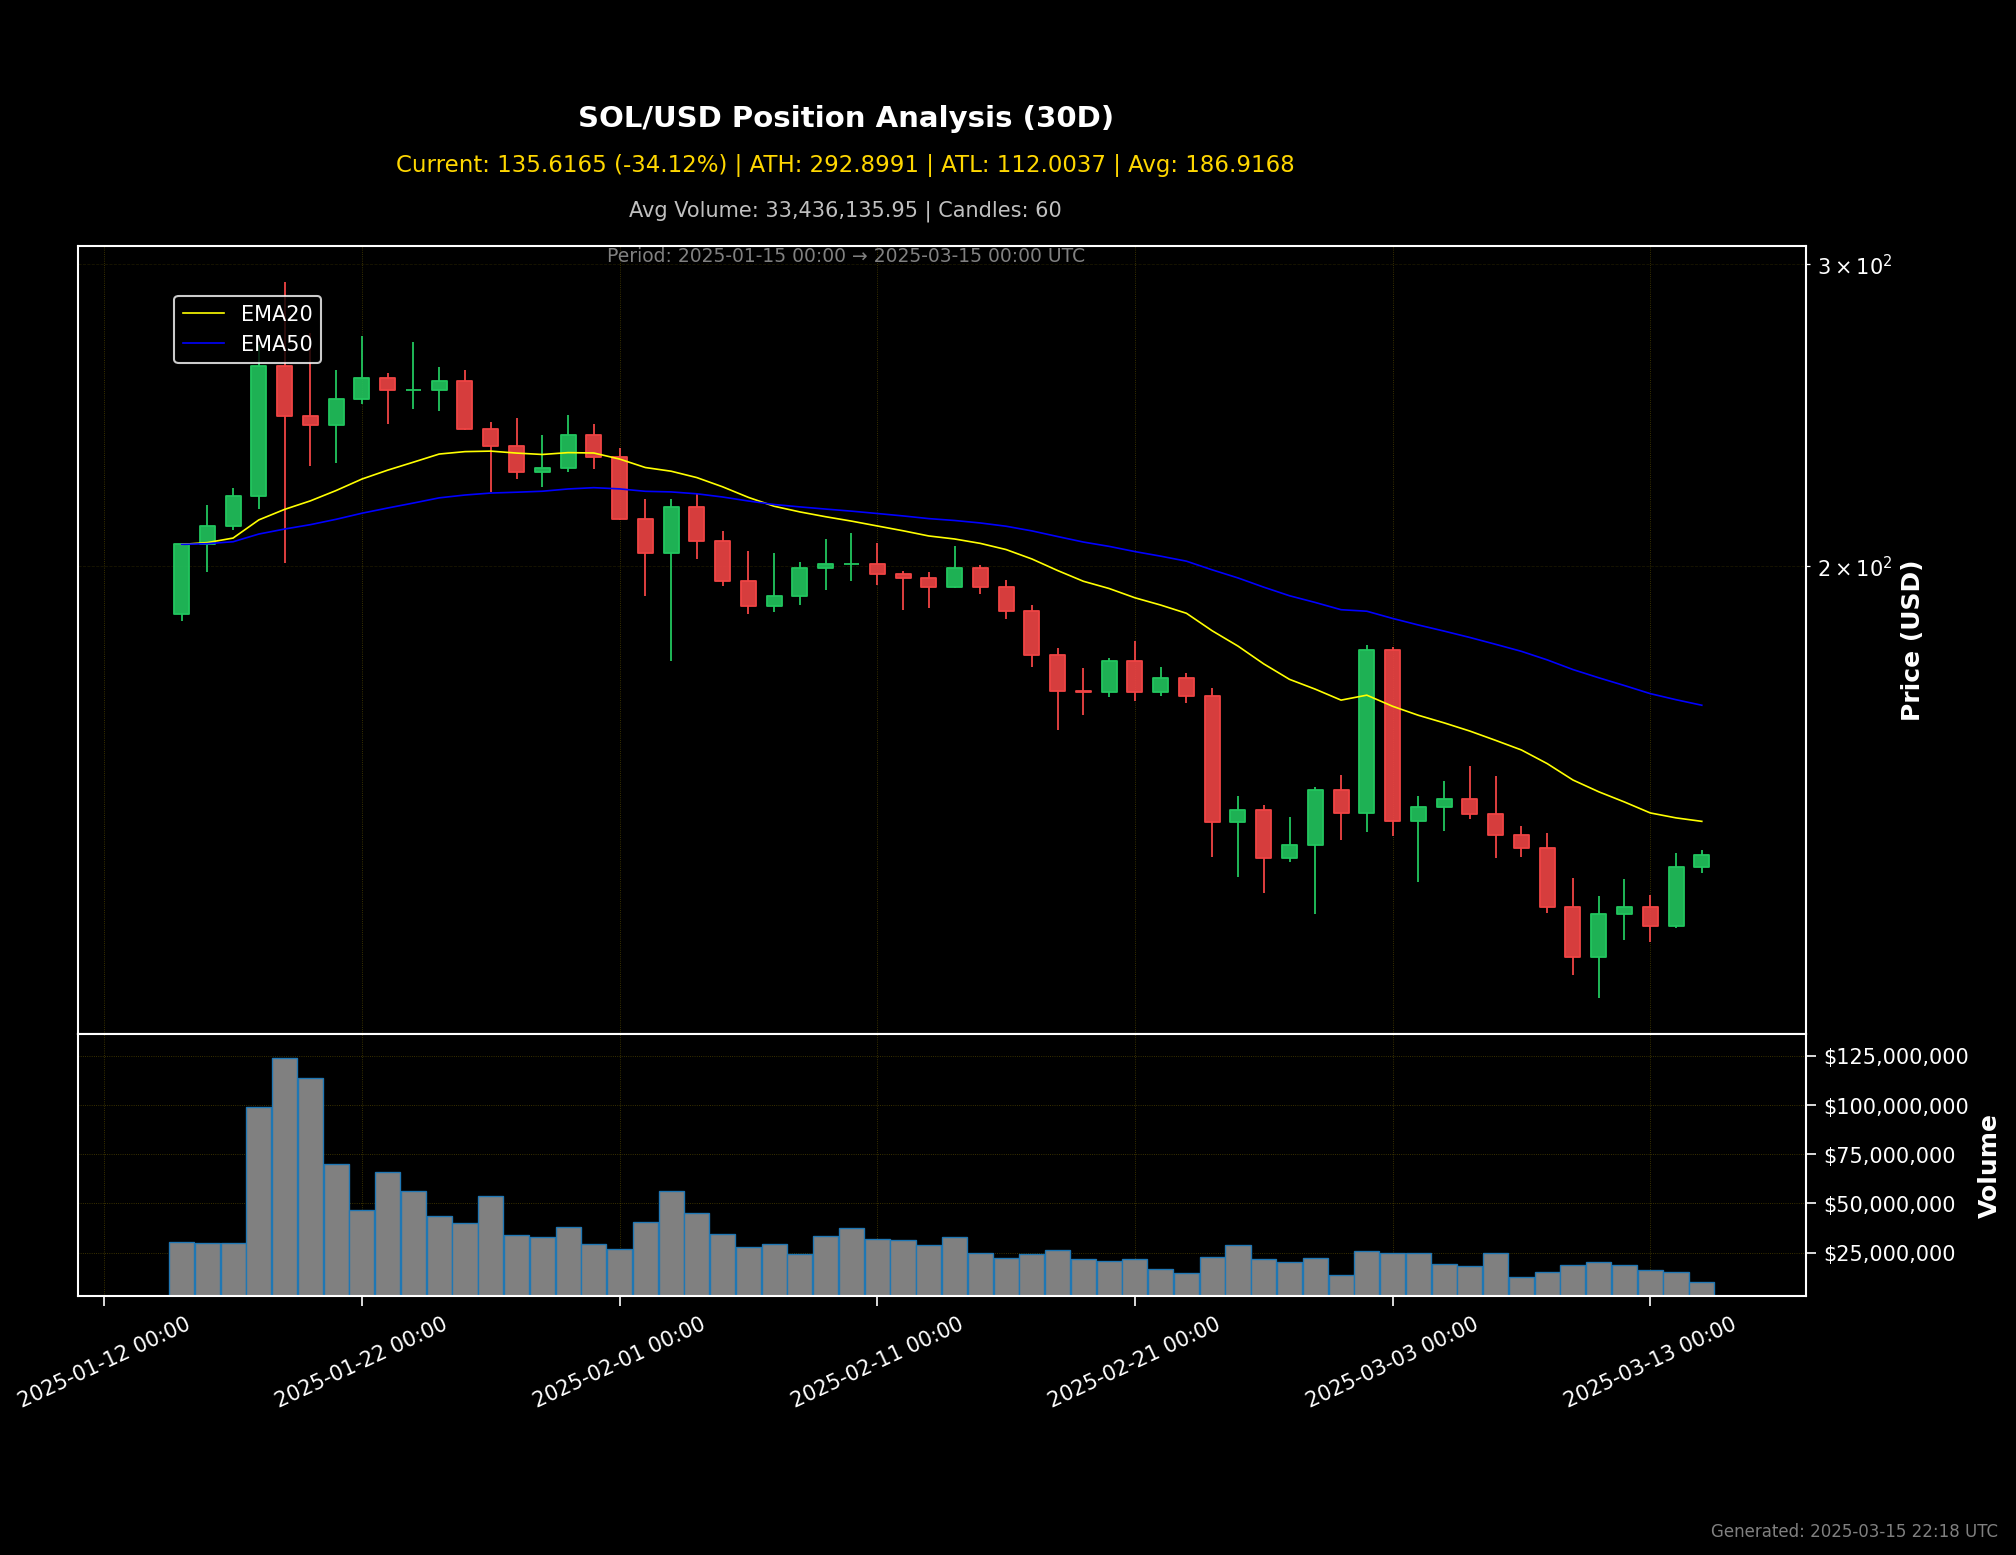 SOL/USD Position Analysis (30D)
Current: 135.6165 (-34.12%) | ATH: 292.8991 | ATL: 112.0037 | Avg: 186.9168
Avg Volume: 33,436,135.95 | Candles: 60
Period: 2025-01-15 00:00 → 2025-03-15 00:00 UTC
EMA20
EMA50
3 × 10²
2 × 10²
Price (USD)
$125,000,000
$100,000,000
$75,000,000
$50,000,000
$25,000,000
Volume
2025-01-12 00:00
2025-01-22 00:00
2025-02-01 00:00
2025-02-11 00:00
2025-02-21 00:00
2025-03-03 00:00
2025-03-13 00:00
Generated: 2025-03-15 22:18 UTC